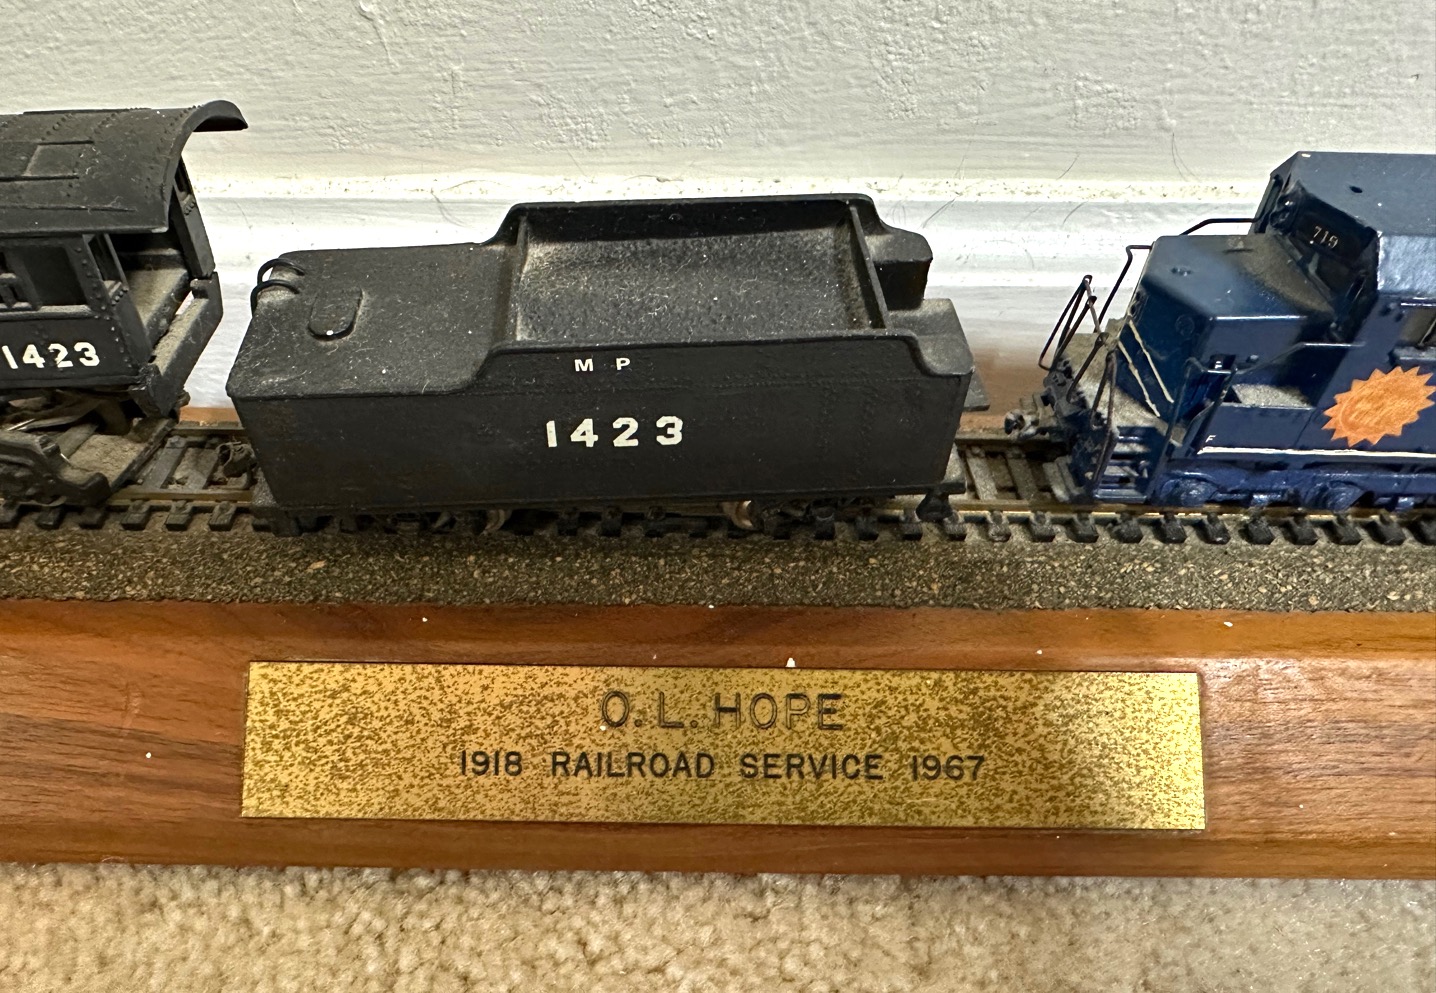 719
1423
M P
1423
F
O. L. HOPE
1918 RAILROAD SERVICE 1967